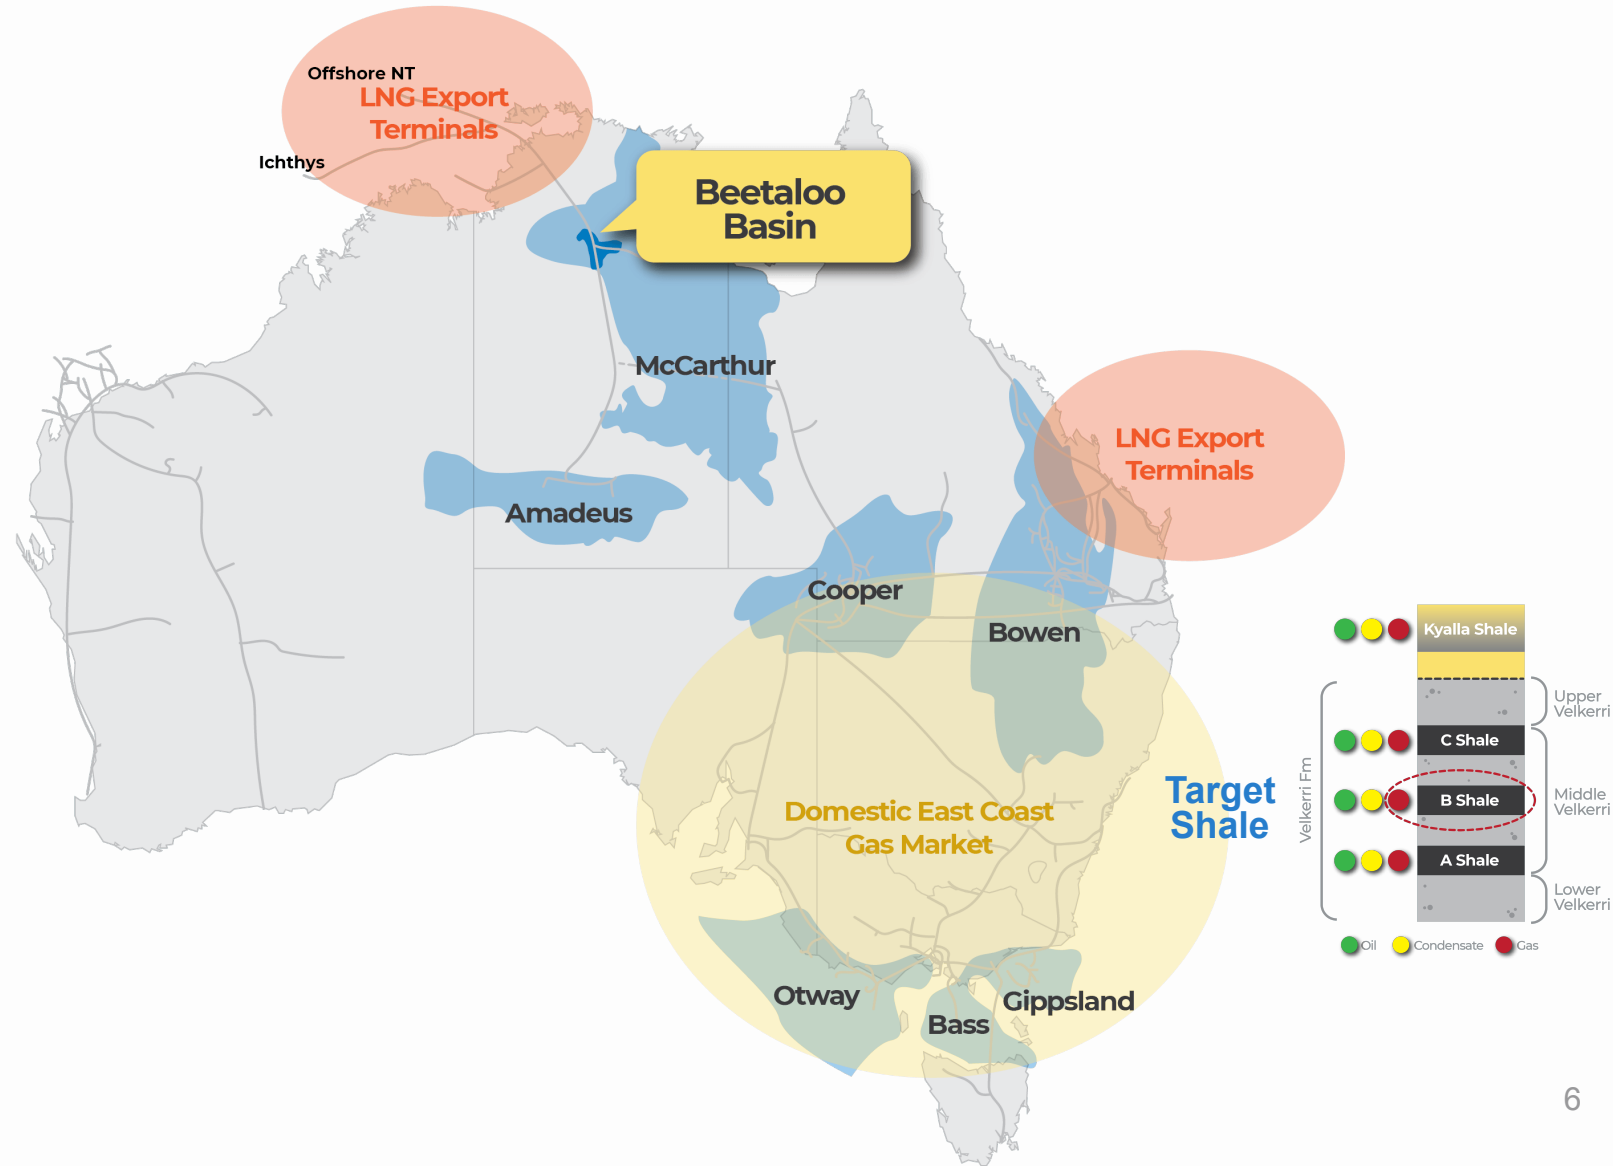 Offshore NT
LNG Export
Terminals
Ichthys
Beetaloo
Basin
McCarthur
LNG Export
Terminals
Amadeus
Cooper
Bowen
Domestic East Coast
Gas Market
Otway
Bass
Gippsland
Target
Shale
Kyalla Shale
Upper
Velkerri
C Shale
Velkerri Fm
B Shale
Middle
Velkerri
A Shale
Lower
Velkerri
Oil
Condensate
Gas
6